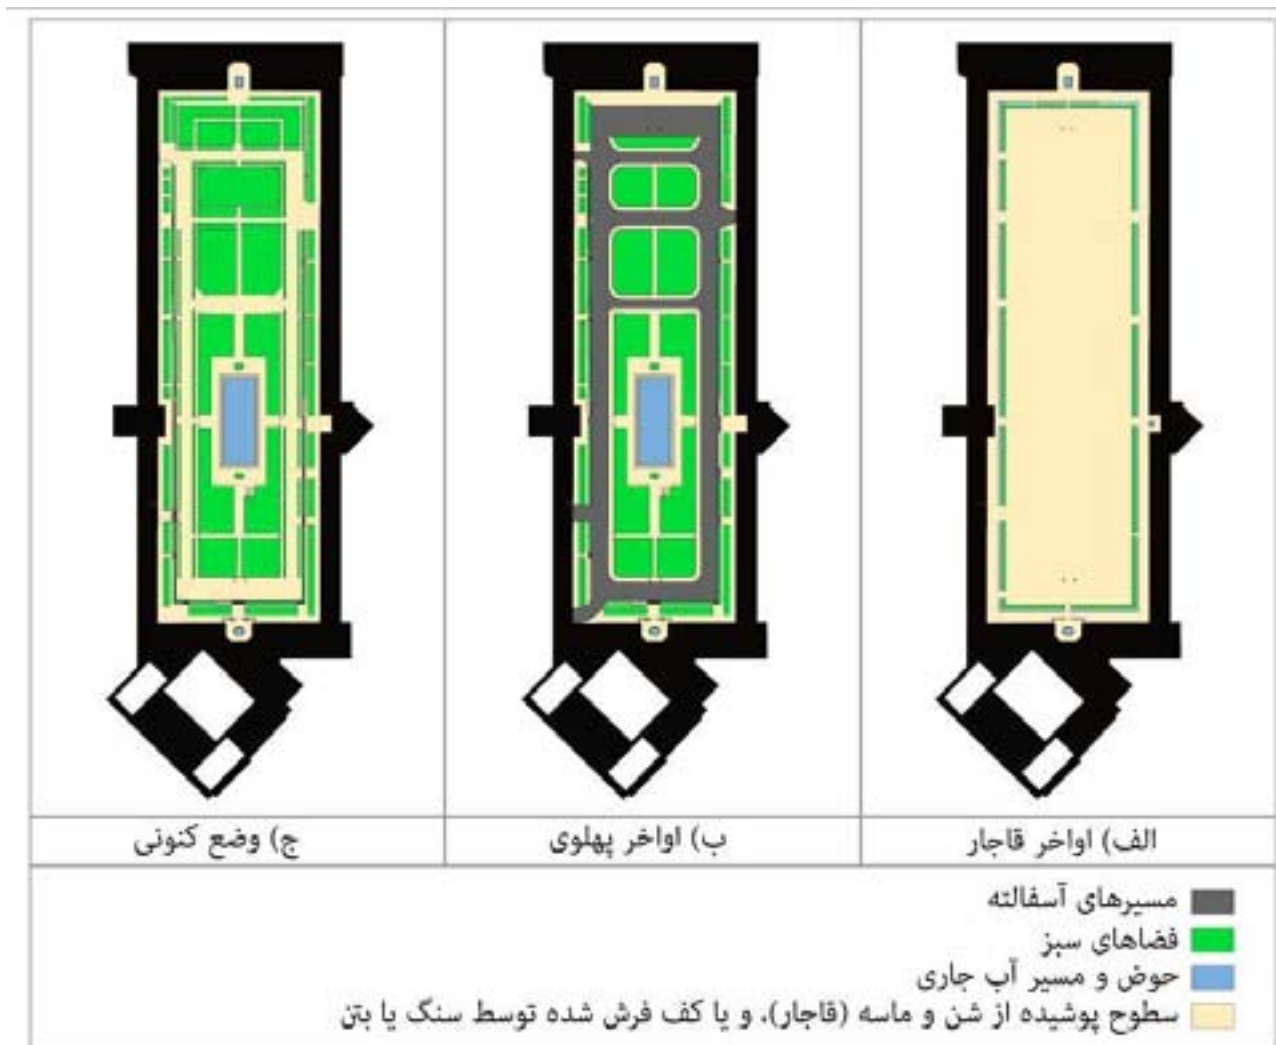 الف) اواخر قاجار
ب) اواخر پهلوی
ج) وضع کنونی
مسیرهای آسفالته
فضاهای سبز
حوض و مسیر آب جاری
سطوح پوشیده از شن و ماسه (قاجار)، و یا کف فرش شده توسط سنگ یا بتن